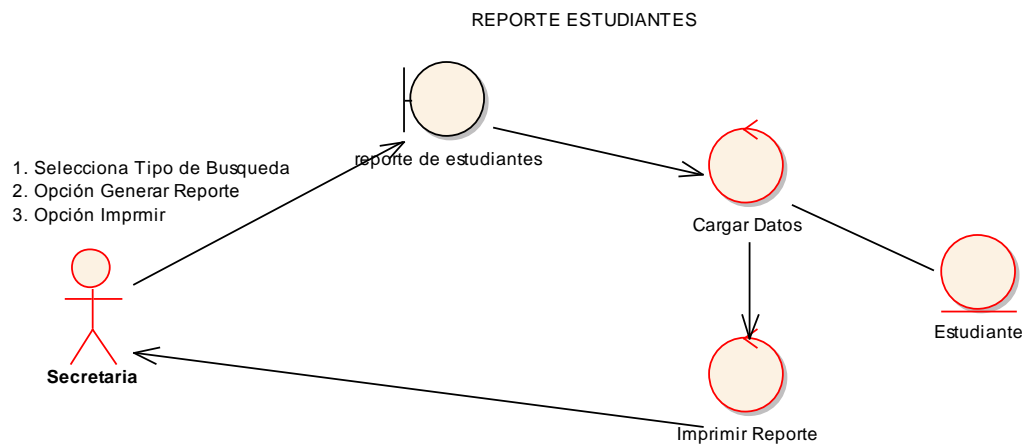 REPORTE ESTUDIANTES
reporte de estudiantes
1. Selecciona Tipo de Busqueda
2. Opción Generar Reporte
3. Opción Imprmir
Cargar Datos
Estudiante
Secretaria
Imprimir Reporte